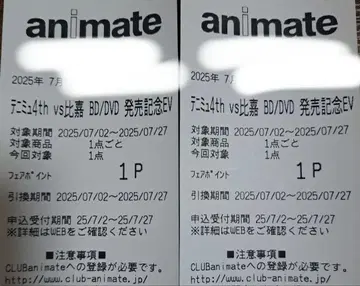 animate
2025年 7月
テニミュ4th vs比嘉 BD/DVD 発売記念EV
対象期間 2025/07/02～2025/07/27
対象商品 1点ごと
今回対象 1点
フェアポイント 1P
引換期間 2025/07/02～2025/07/27
申込受付期間 25/7/2～25/7/27
※詳細はWEBをご確認ください
■注意事項■
CLUBanimateへの登録が必要です。
http://www.club-animate.jp/
animate
2025年 7
テニミュ4th vs比嘉 BD/DVD 発売記念EV
対象期間 2025/07/02～2025/07/27
対象商品 1点ごと
今回対象 1点
フェアポイント 1P
引換期間 2025/07/02～2025/07/27
申込受付期間 25/7/2～25/7/27
※詳細はWEBをご確認ください
■注意事項■
CLUBanimateへの登録が必要です。
http://www.club-animate.jp/